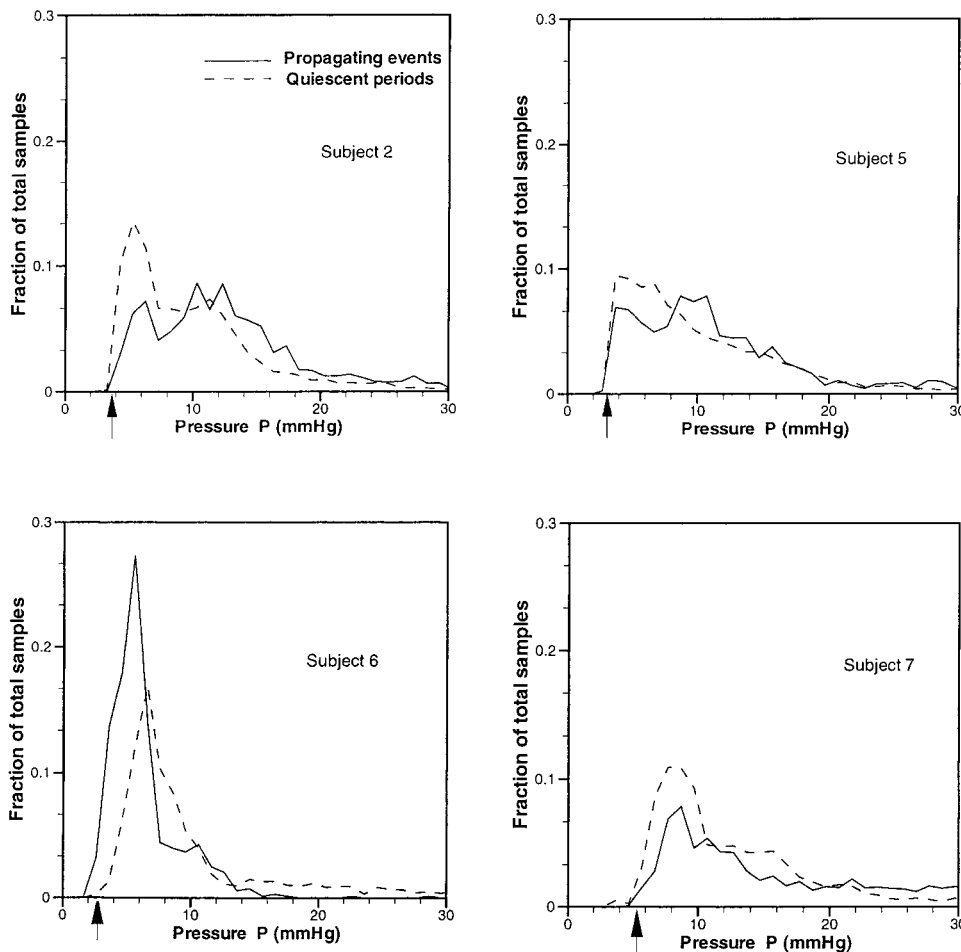 0.3
0.2
0.1
0
Fraction of total samples
Propagating events
Quiescent periods
Subject 2
0 10 20 30
Pressure P (mmHg)
0.3
0.2
0.1
0
Fraction of total samples
Subject 5
0 10 20 30
Pressure P (mmHg)
0.3
0.2
0.1
0
Fraction of total samples
Subject 6
0 10 20 30
Pressure P (mmHg)
0.3
0.2
0.1
0
Fraction of total samples
Subject 7
0 10 20 30
Pressure P (mmHg)